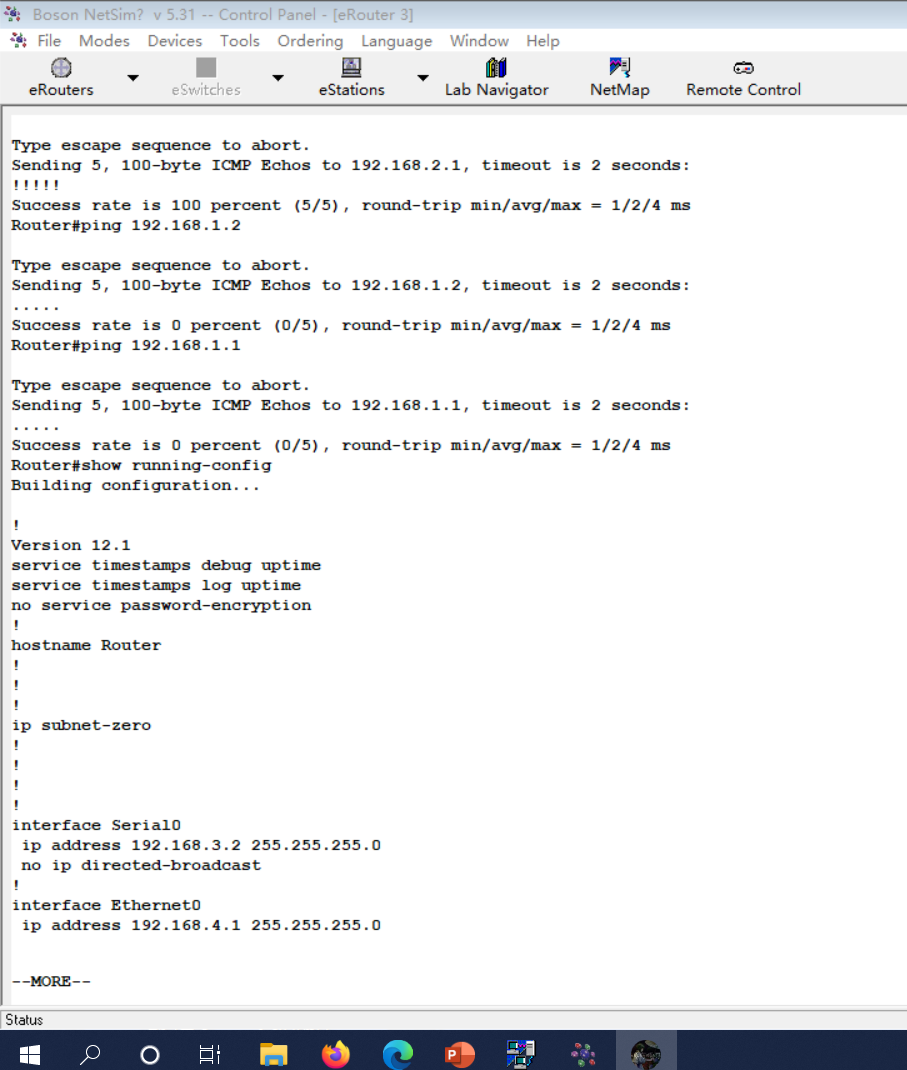 Boson NetSim? v 5.31 -- Control Panel - [eRouter 3]
File Modes Devices Tools Ordering Language Window Help
eRouters eSwitches eStations Lab Navigator NetMap Remote Control
Type escape sequence to abort.
Sending 5, 100-byte ICMP Echos to 192.168.2.1, timeout is 2 seconds:
!!!!!
Success rate is 100 percent (5/5), round-trip min/avg/max = 1/2/4 ms
Router#ping 192.168.1.2
Type escape sequence to abort.
Sending 5, 100-byte ICMP Echos to 192.168.1.2, timeout is 2 seconds:
.....
Success rate is 0 percent (0/5), round-trip min/avg/max = 1/2/4 ms
Router#ping 192.168.1.1
Type escape sequence to abort.
Sending 5, 100-byte ICMP Echos to 192.168.1.1, timeout is 2 seconds:
.....
Success rate is 0 percent (0/5), round-trip min/avg/max = 1/2/4 ms
Router#show running-config
Building configuration...
!
Version 12.1
service timestamps debug uptime
service timestamps log uptime
no service password-encryption
!
hostname Router
!
!
!
ip subnet-zero
!
!
!
!
interface Serial0
ip address 192.168.3.2 255.255.255.0
no ip directed-broadcast
!
interface Ethernet0
ip address 192.168.4.1 255.255.255.0
--MORE--
Status
P